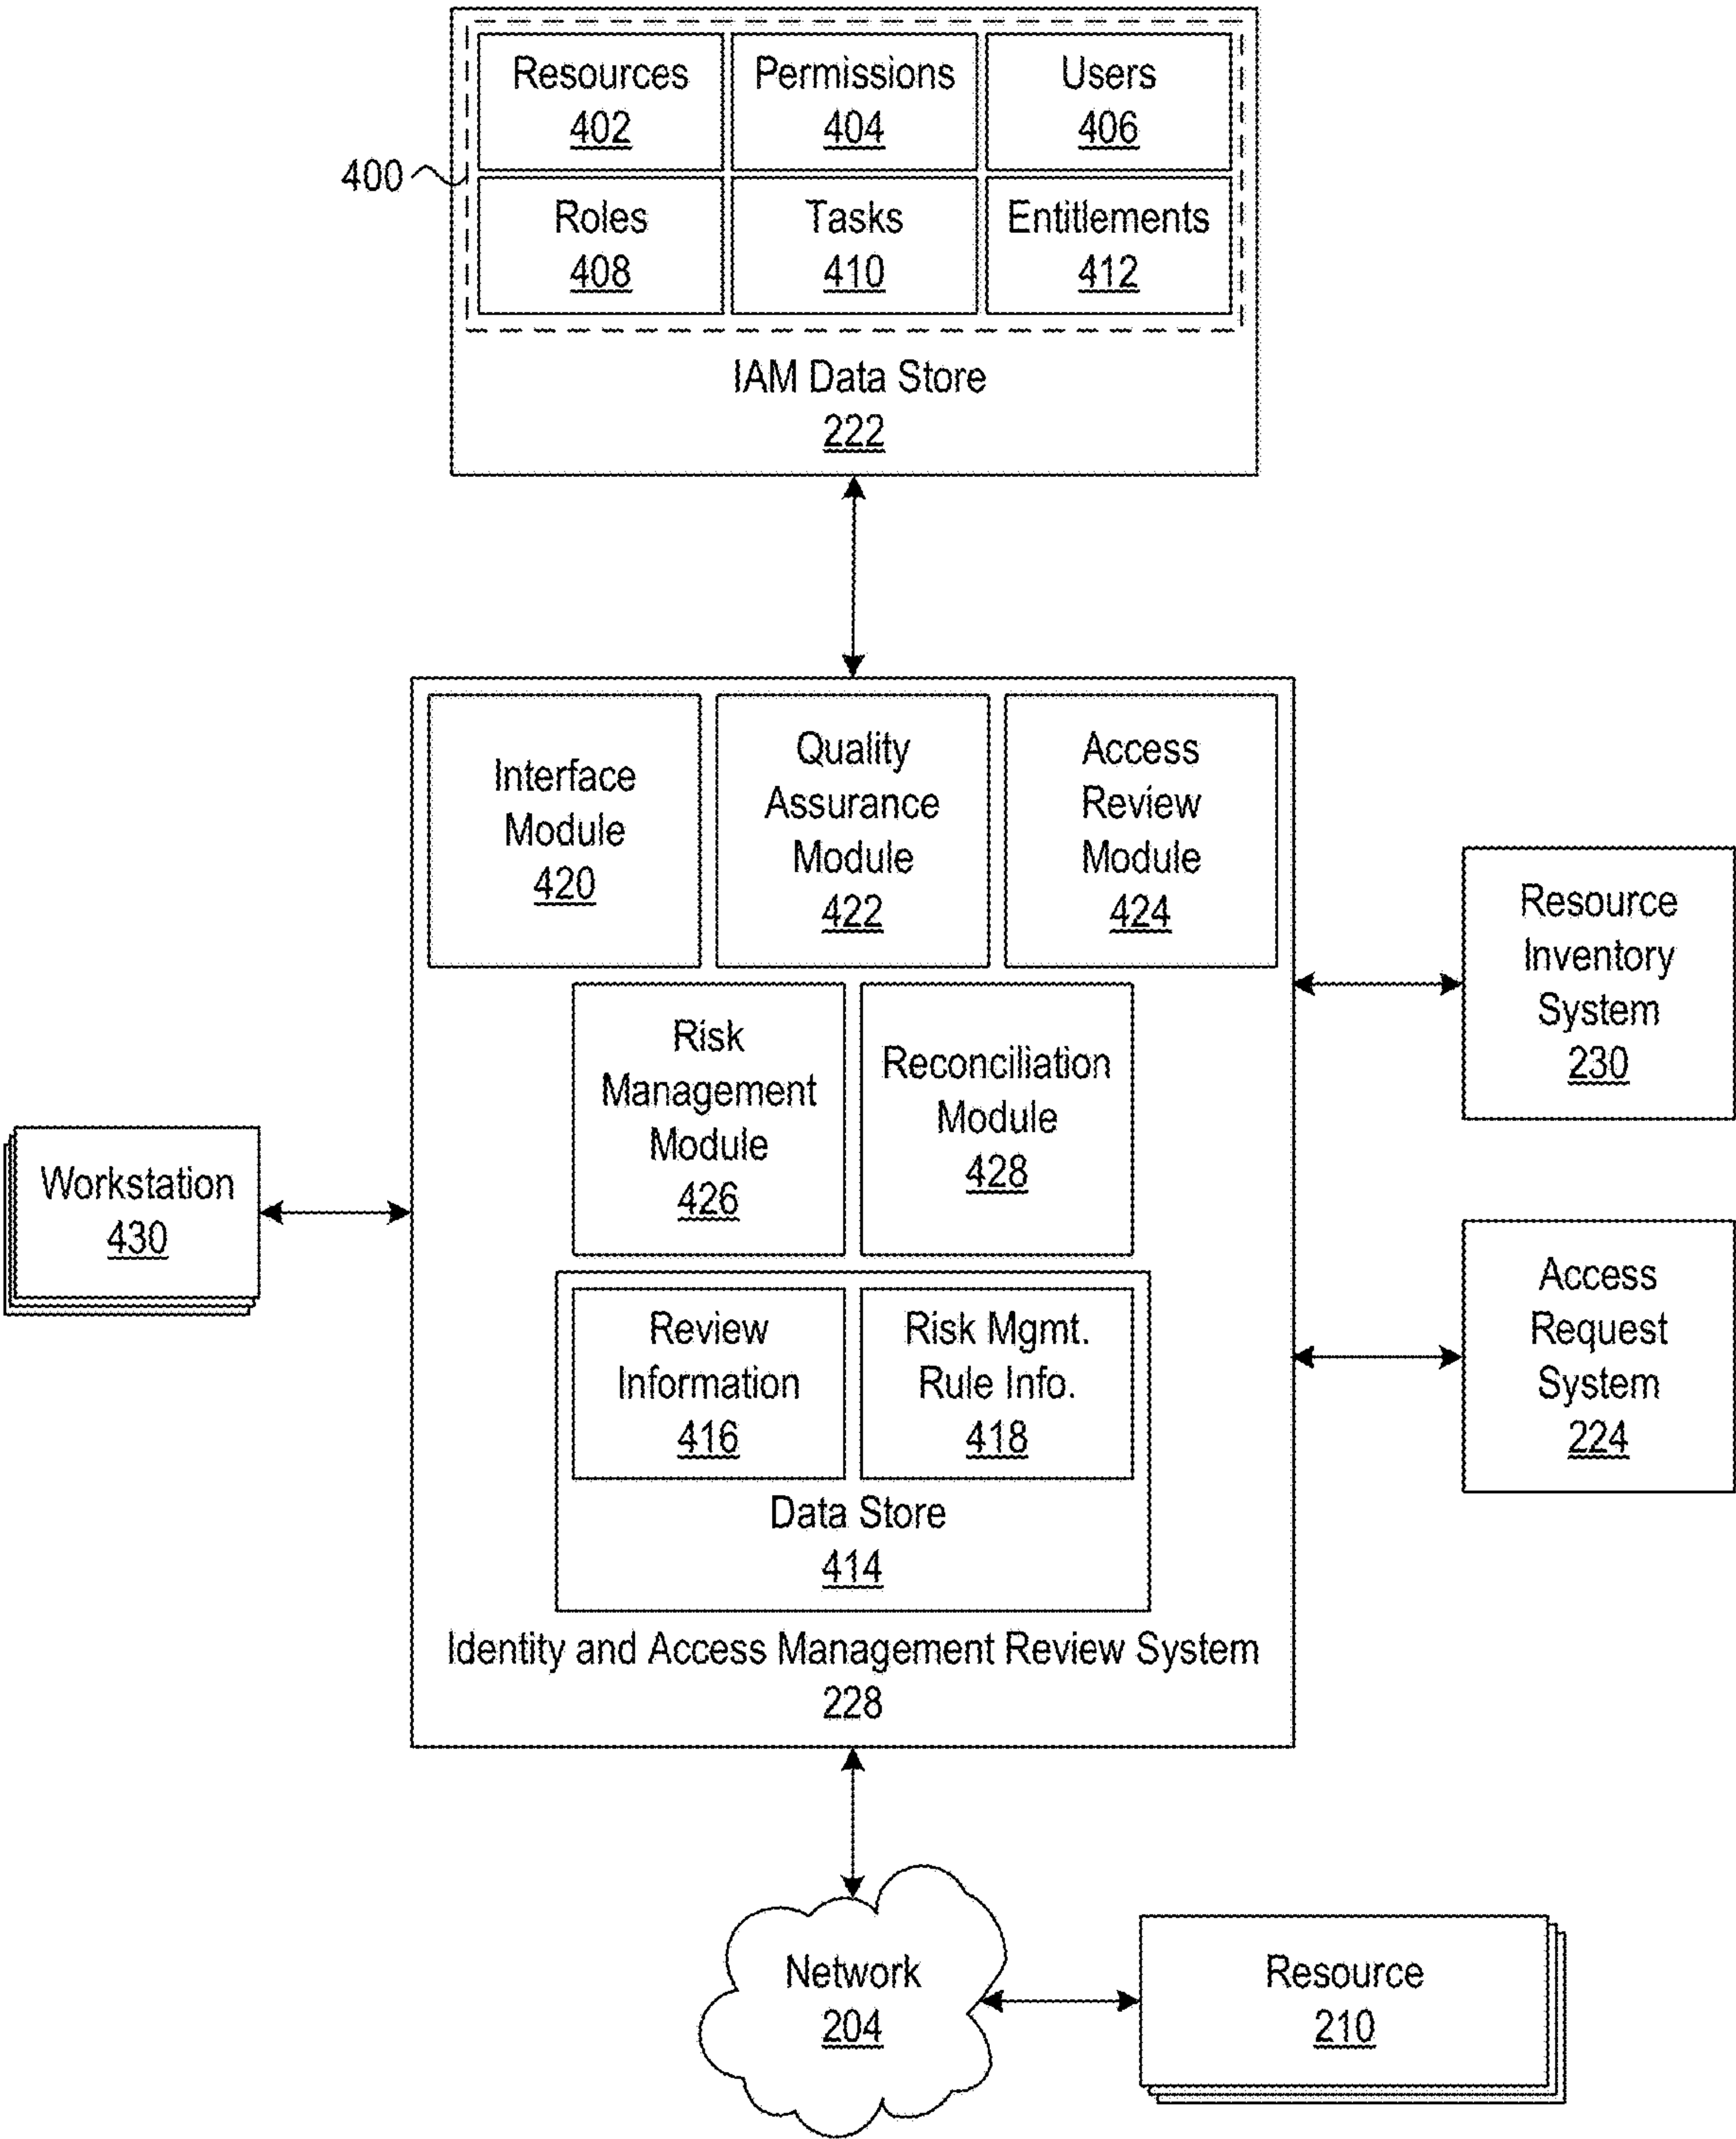 Resources
402
Permissions
404
Users
406
400
Roles
408
Tasks
410
Entitlements
412
IAM Data Store
222
Interface
Module
420
Quality
Assurance
Module
422
Access
Review
Module
424
Resource
Inventory
System
230
Risk
Management
Module
426
Reconciliation
Module
428
Workstation
430
Access
Request
System
224
Review
Information
416
Risk Mgmt.
Rule Info.
418
Data Store
414
Identity and Access Management Review System
228
Network
204
Resource
210